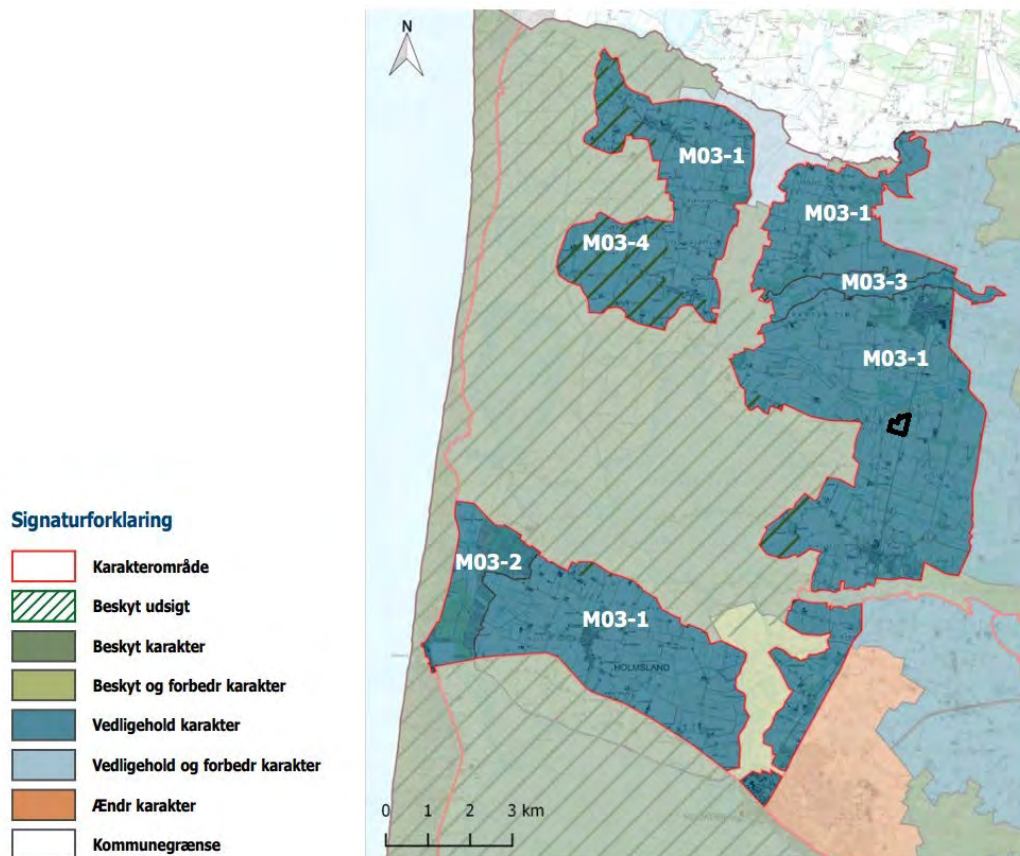 N
M03-1
M03-1
M03-4
M03-3
M03-1
M03-2
M03-1
HOLMSLAND
0 1 2 3 km
Signaturforklaring
Karakterområde
Beskyt udsigt
Beskyt karakter
Beskyt og forbedr karakter
Vedligehold karakter
Vedligehold og forbedr karakter
Ændr karakter
Kommunegrænse